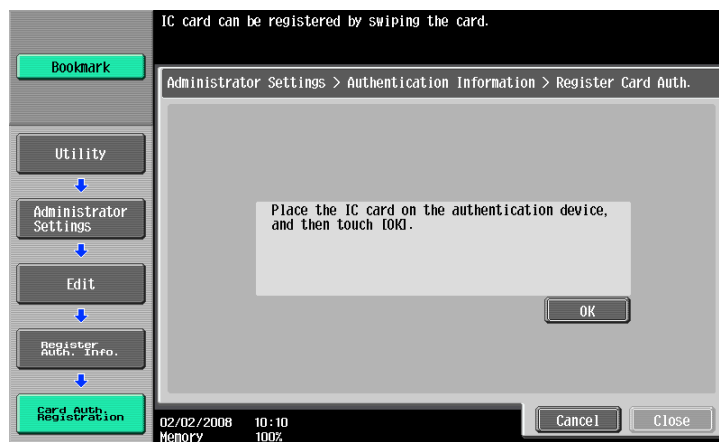 IC card can be registered by swiping the card.
Bookmark
Administrator Settings > Authentication Information > Register Card Auth.
Utility
Administrator
Settings
Edit
Register
Auth. Info.
Card Auth.
Registration
Place the IC card on the authentication device,
and then touch [OK].
OK
02/02/2008 10:10
Memory 100%
Cancel
Close